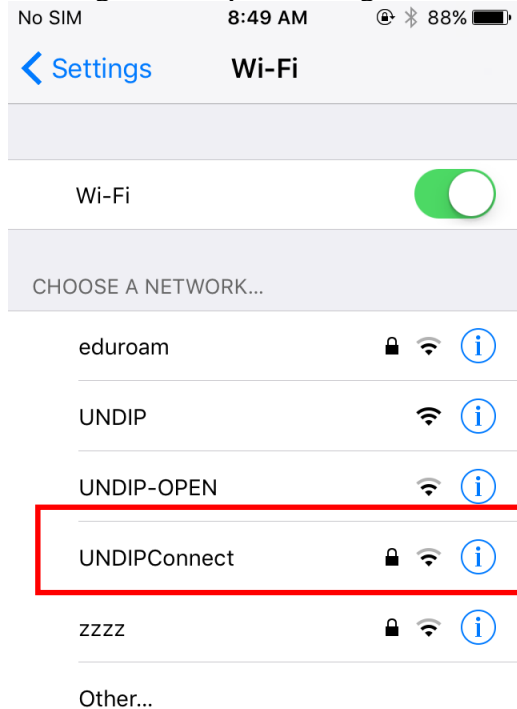 No SIM 8:49 AM 88%
Settings Wi-Fi
Wi-Fi
CHOOSE A NETWORK...
eduroam
UNDIP
UNDIP-OPEN
UNDIPConnect
zzzz
Other...